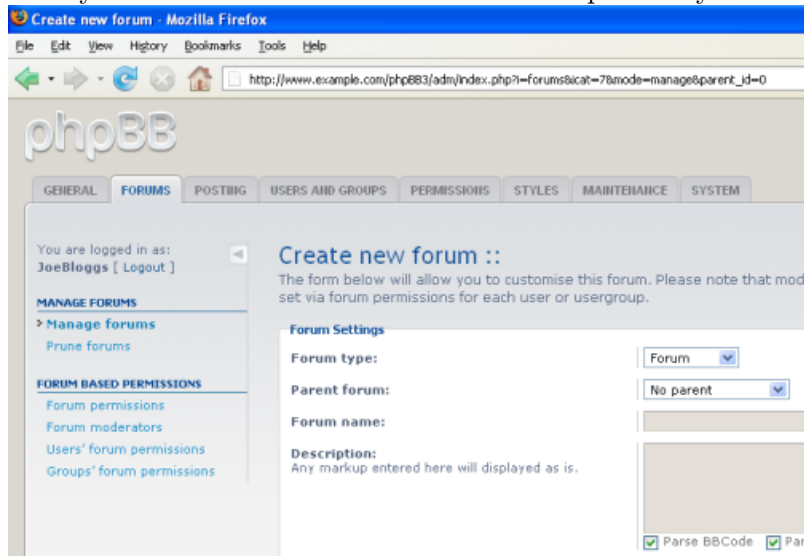 Create new forum - Mozilla Firefox
File Edit View History Bookmarks Tools Help
http://www.example.com/phpBB3/adm/index.php?i=forums&icat=7&mode=manage&parent_id=0
phpBB
GENERAL FORUMS POSTING USERS AND GROUPS PERMISSIONS STYLES MAINTENANCE SYSTEM
You are logged in as:
JoeBloggs [ Logout ]
MANAGE FORUMS
Manage forums
Prune forums
FORUM BASED PERMISSIONS
Forum permissions
Forum moderators
Users' forum permissions
Groups' forum permissions
Create new forum ::
The form below will allow you to customise this forum. Please note that mod
set via forum permissions for each user or usergroup.
Forum Settings
Forum type: Forum
Parent forum: No parent
Forum name:
Description:
Any markup entered here will displayed as is.
Parse BBCode Par